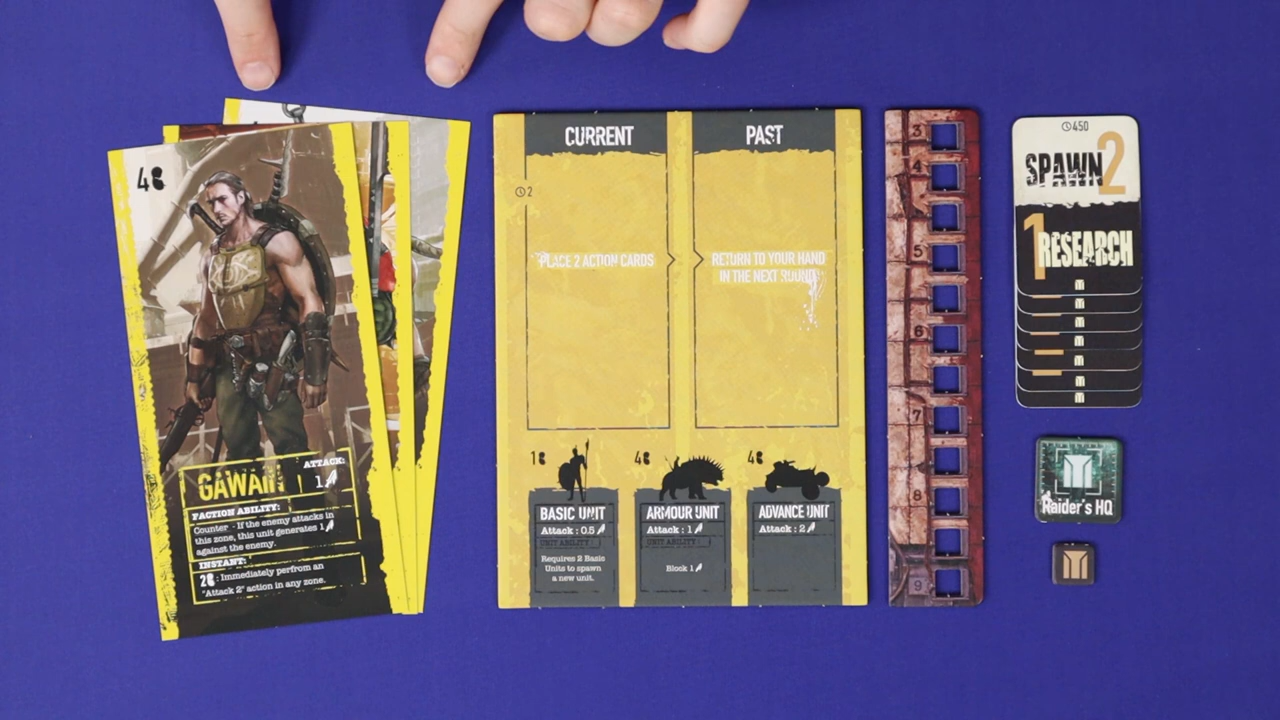 4
GAWAIN
ATTACK:
1
FACTION ABILITY:
Counter - If the enemy attacks in
this zone, this unit generates 1
against the enemy.
INSTANT:
2 : Immediately perfrom an
"Attack 2" action in any zone.
CURRENT
PAST
2
PLACE 2 ACTION CARDS
RETURN TO YOUR HAND
IN THE NEXT ROUND
1
BASIC UNIT
Attack : 0.5
UNIT ABILITY:
Requires 2 Basic
Units to spawn
a new unit.
4
ARMOUR UNIT
Attack : 1
UNIT ABILITY:
Block 1
4
ADVANCE UNIT
Attack : 2
3
4
5
6
7
8
9
450
SPAWN 2
1 RESEARCH
Raider's HQ